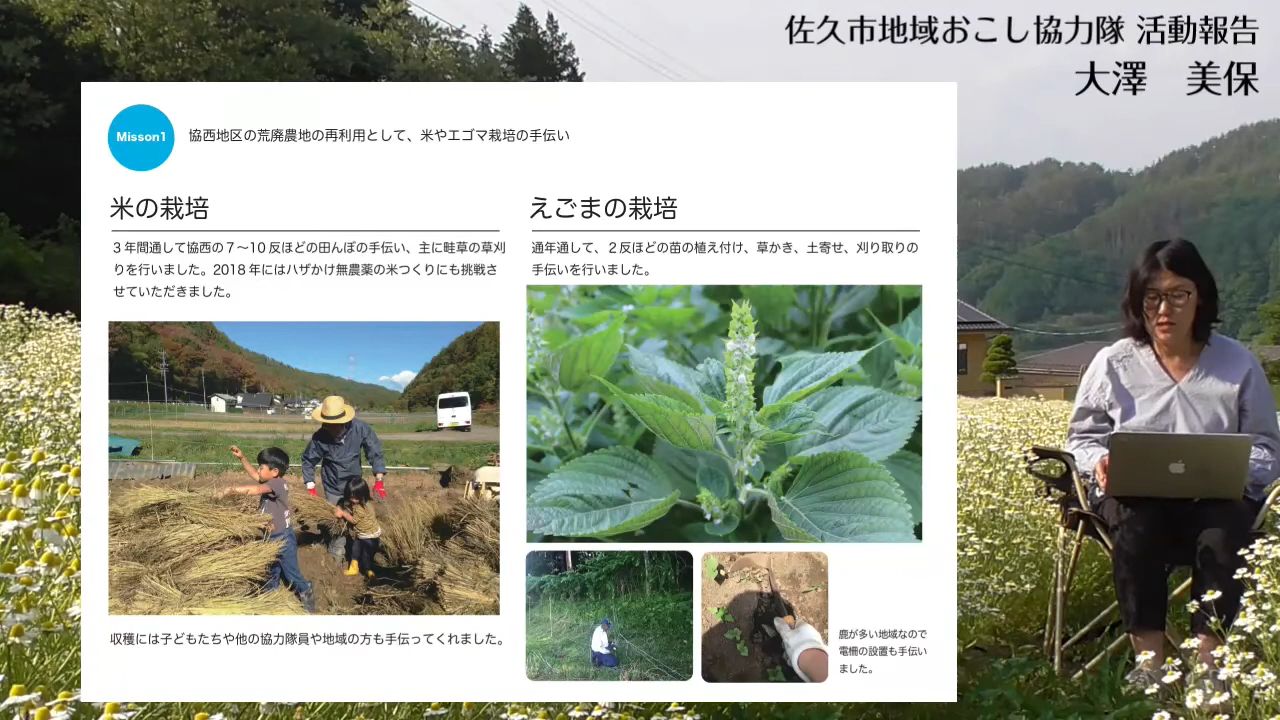 佐久市地域おこし協力隊 活動報告
大澤　美保
Misson1
協西地区の荒廃農地の再利用として、米やエゴマ栽培の手伝い
米の栽培
3年間通して協西の7〜10反ほどの田んぼの手伝い、主に畦草の草刈
りを行いました。2018年にはハザかけ無農薬の米つくりにも挑戦さ
せていただきました。
収穫には子どもたちや他の協力隊員や地域の方も手伝ってくれました。
えごまの栽培
通年通して、２反ほどの苗の植え付け、草かき、土寄せ、刈り取りの
手伝いを行いました。
鹿が多い地域なので
電柵の設置も手伝い
ました。